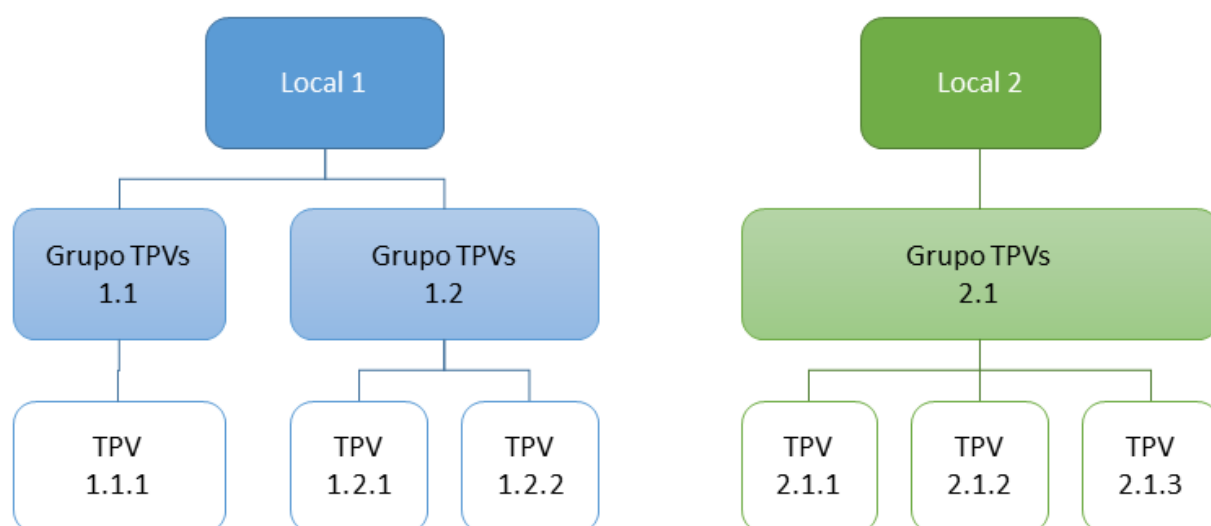 Local 1
Local 2
Grupo TPVs
1.1
Grupo TPVs
1.2
Grupo TPVs
2.1
TPV
1.1.1
TPV
1.2.1
TPV
1.2.2
TPV
2.1.1
TPV
2.1.2
TPV
2.1.3